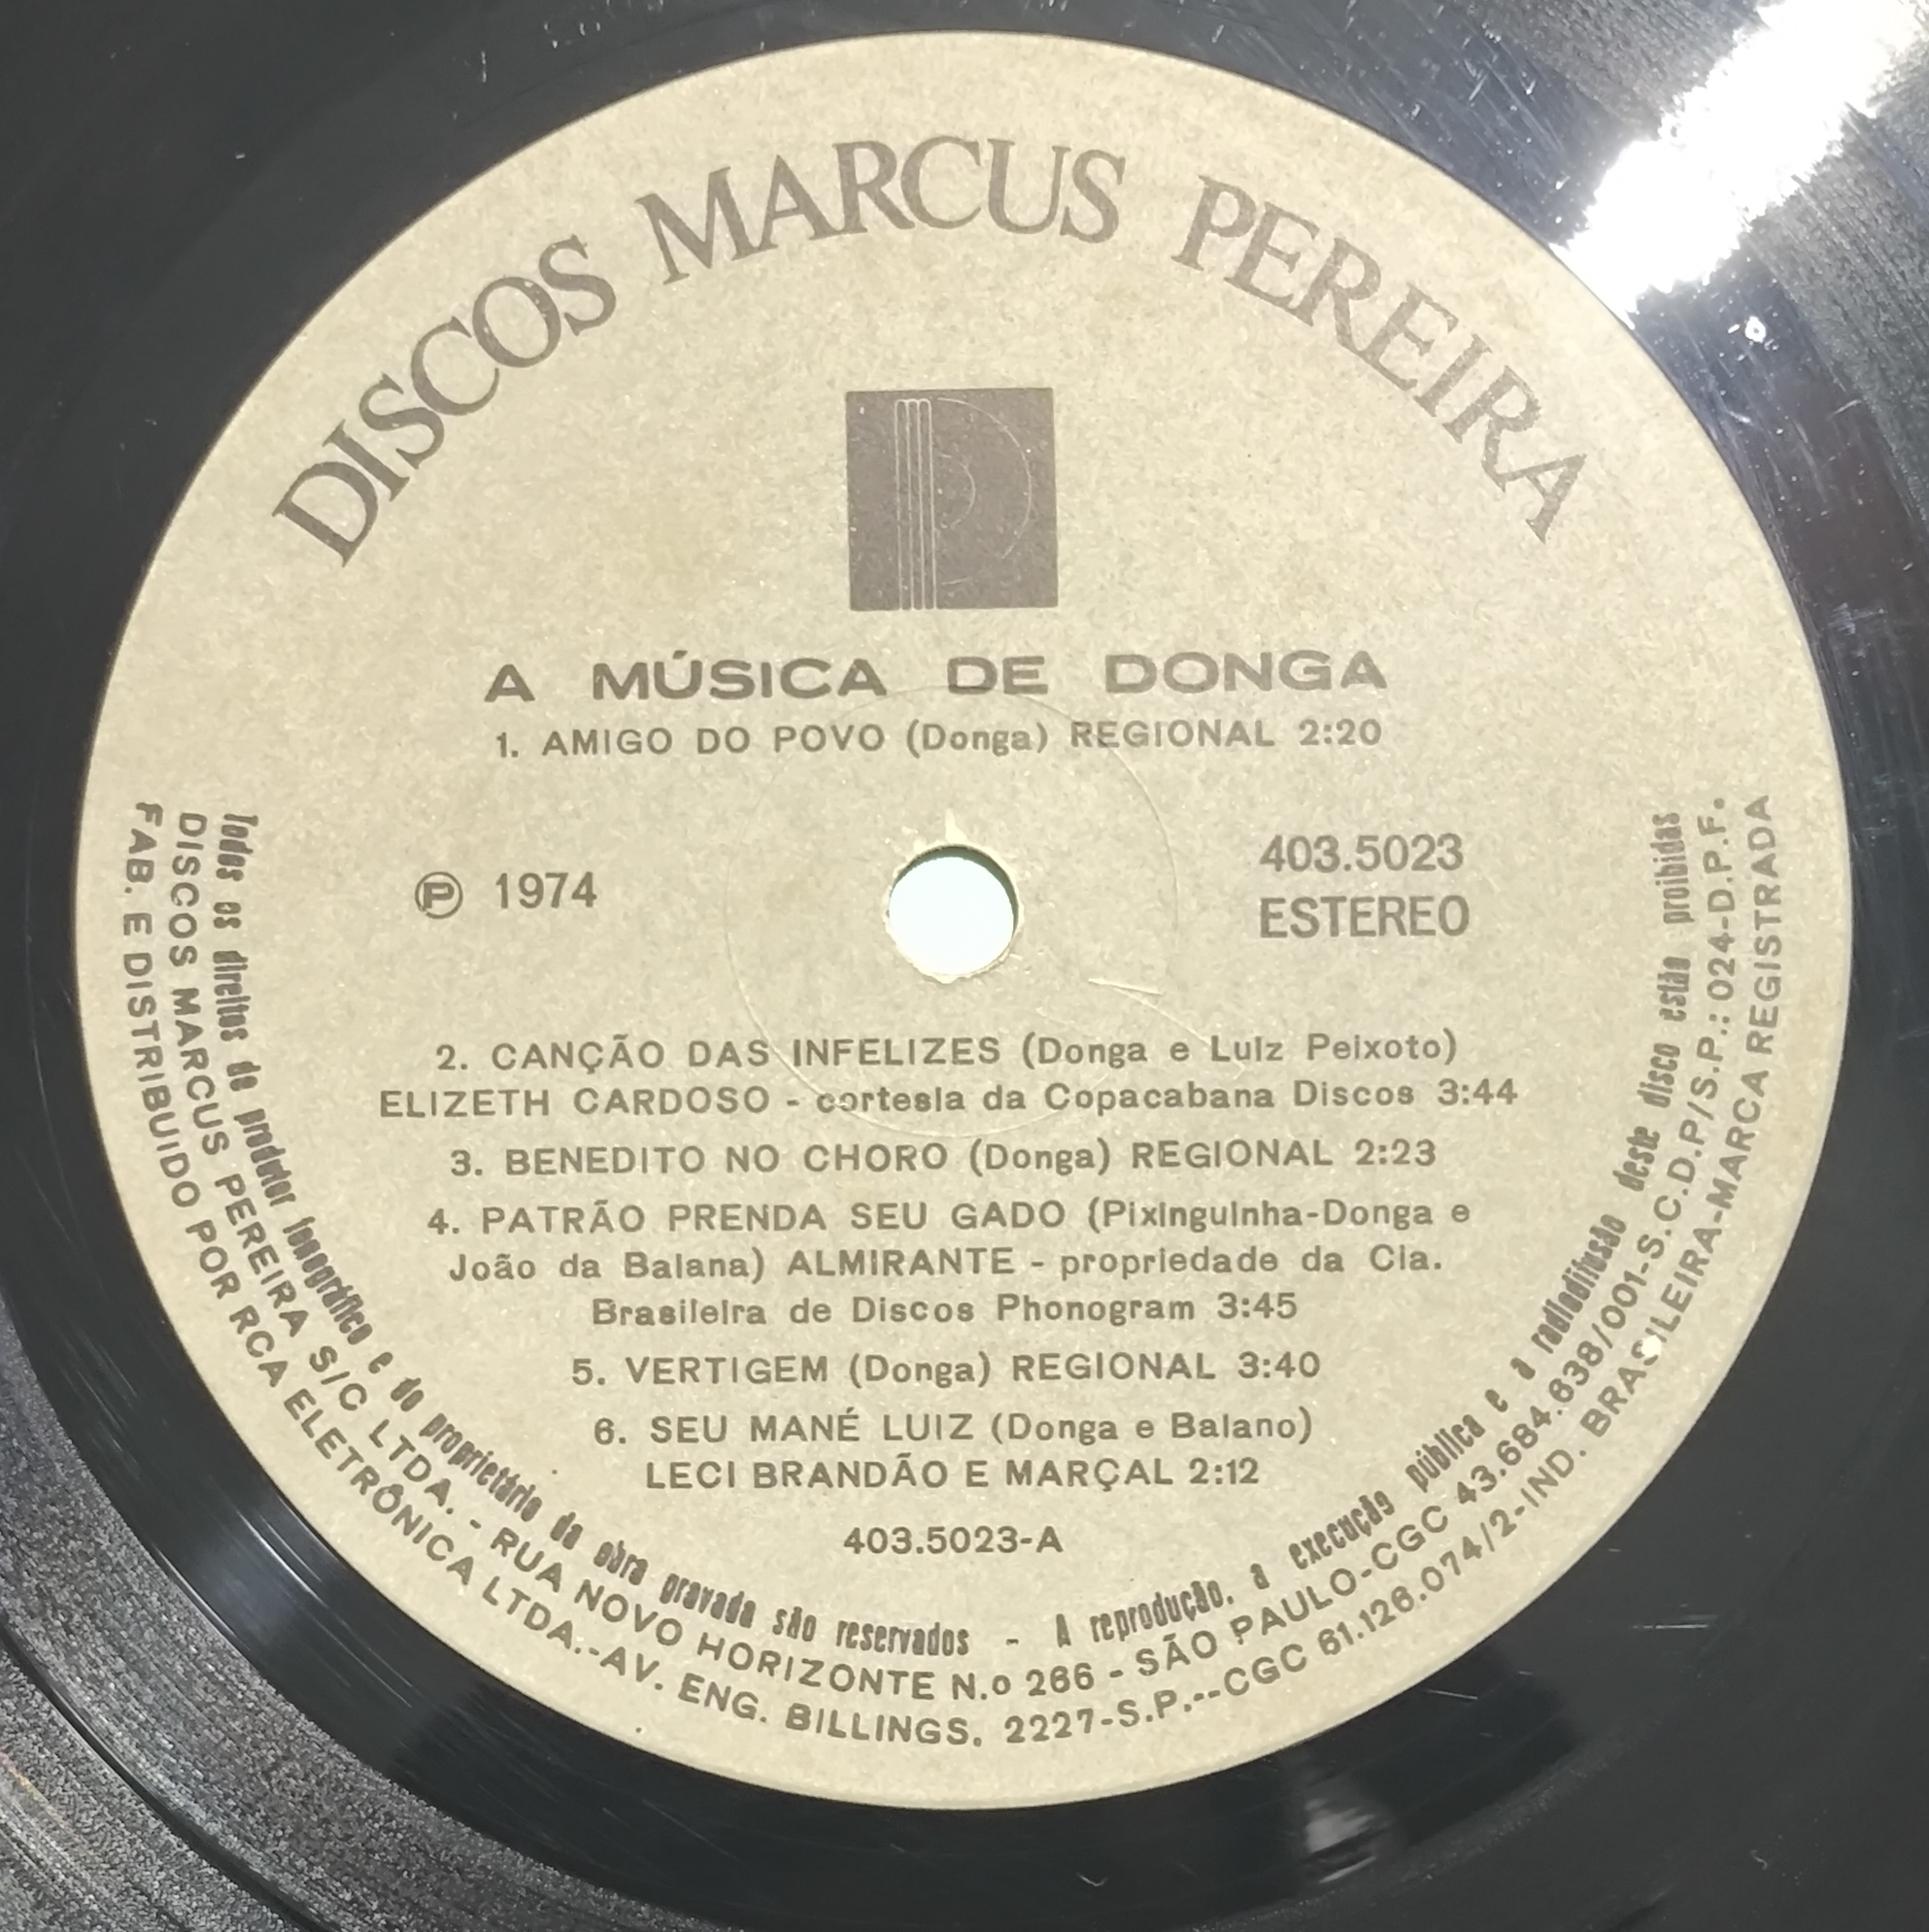 DISCOS MARCUS PEREIRA
A MÚSICA DE DONGA
1. AMIGO DO POVO (Donga) REGIONAL 2:20
Ⓟ 1974
403.5023
ESTEREO
2. CANÇÃO DAS INFELIZES (Donga e Luiz Peixoto)
ELIZETH CARDOSO - cortesia da Copacabana Discos 3:44
3. BENEDITO NO CHORO (Donga) REGIONAL 2:23
4. PATRÃO PRENDA SEU GADO (Pixinguinha-Donga e
João da Baiana) ALMIRANTE - propriedade da Cia.
Brasileira de Discos Phonogram 3:45
5. VERTIGEM (Donga) REGIONAL 3:40
6. SEU MANÉ LUIZ (Donga e Baiano)
LECI BRANDÃO E MARÇAL 2:12
403.5023-A
Todos os direitos do produtor fonográfico e do proprietário da obra gravada são reservados - A reprodução, a execução pública e a radiodifusão deste disco estão proibidas
DISCOS MARCUS PEREIRA S/C LTDA. - RUA NOVO HORIZONTE N.o 266 - SÃO PAULO-CGC 43.684.638/001-S.C.D.P/S.P.: 024-D.P.F.
FAB. E DISTRIBUIDO POR RCA ELETRÔNICA LTDA.-AV. ENG. BILLINGS, 2227-S.P.--CGC 61.126.074/2-IND. BRASILEIRA-MARCA REGISTRADA